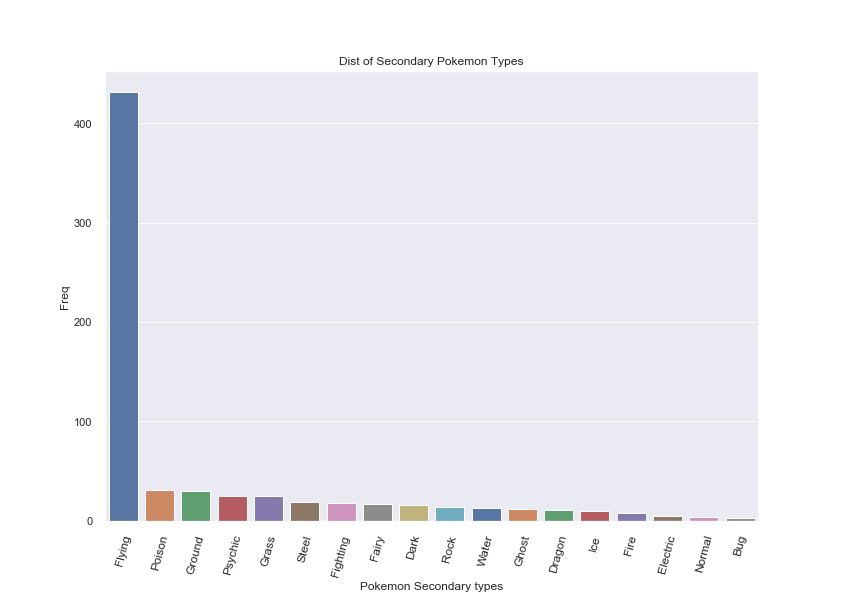 Dist of Secondary Pokemon Types
400
300
200
100
0
Freq
Flying
Poison
Ground
Psychic
Grass
Steel
Fighting
Fairy
Dark
Rock
Water
Ghost
Dragon
Ice
Fire
Electric
Normal
Bug
Pokemon Secondary types